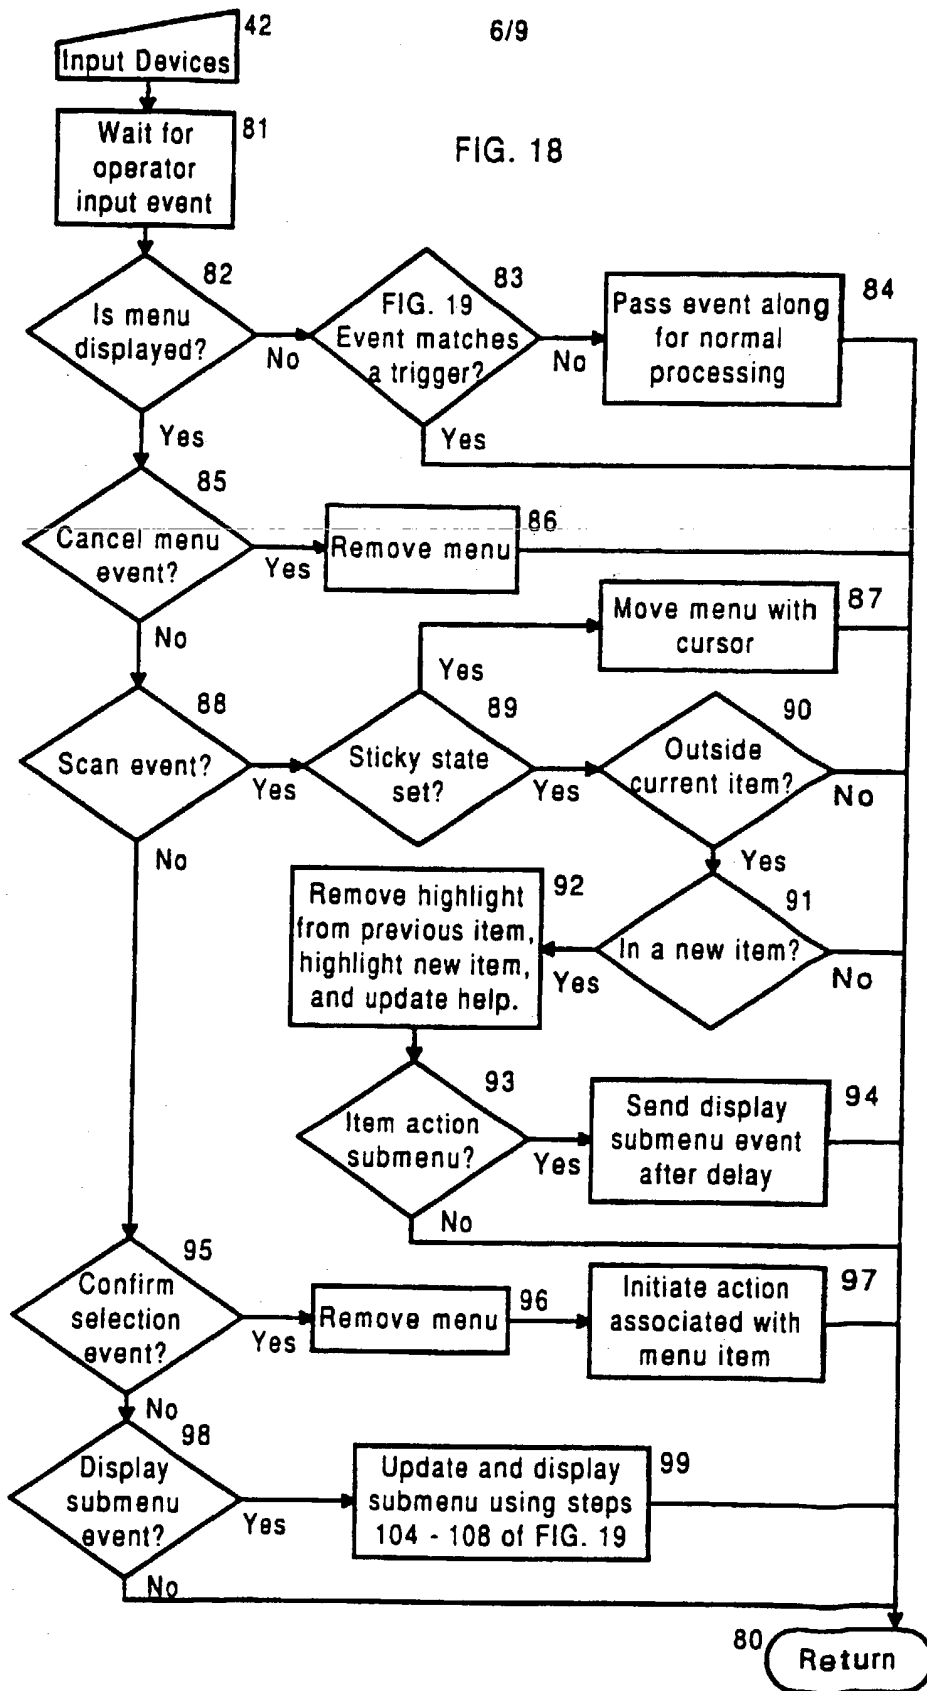 6/9
42
Input Devices
FIG. 18
81
Wait for
operator
input event
82
Is menu
displayed?
No
Yes
83
FIG. 19
Event matches
a trigger?
No
Yes
84
Pass event along
for normal
processing
85
Cancel menu
event?
Yes
No
86
Remove menu
87
Move menu with
cursor
88
Scan event?
Yes
No
89
Sticky state
set?
Yes
Yes
90
Outside
current item?
No
Yes
91
In a new item?
No
Yes
92
Remove highlight
from previous item,
highlight new item,
and update help.
93
Item action
submenu?
Yes
No
94
Send display
submenu event
after delay
95
Confirm
selection
event?
Yes
No
96
Remove menu
97
Initiate action
associated with
menu item
98
Display
submenu
event?
Yes
No
99
Update and display
submenu using steps
104 - 108 of FIG. 19
80
Return